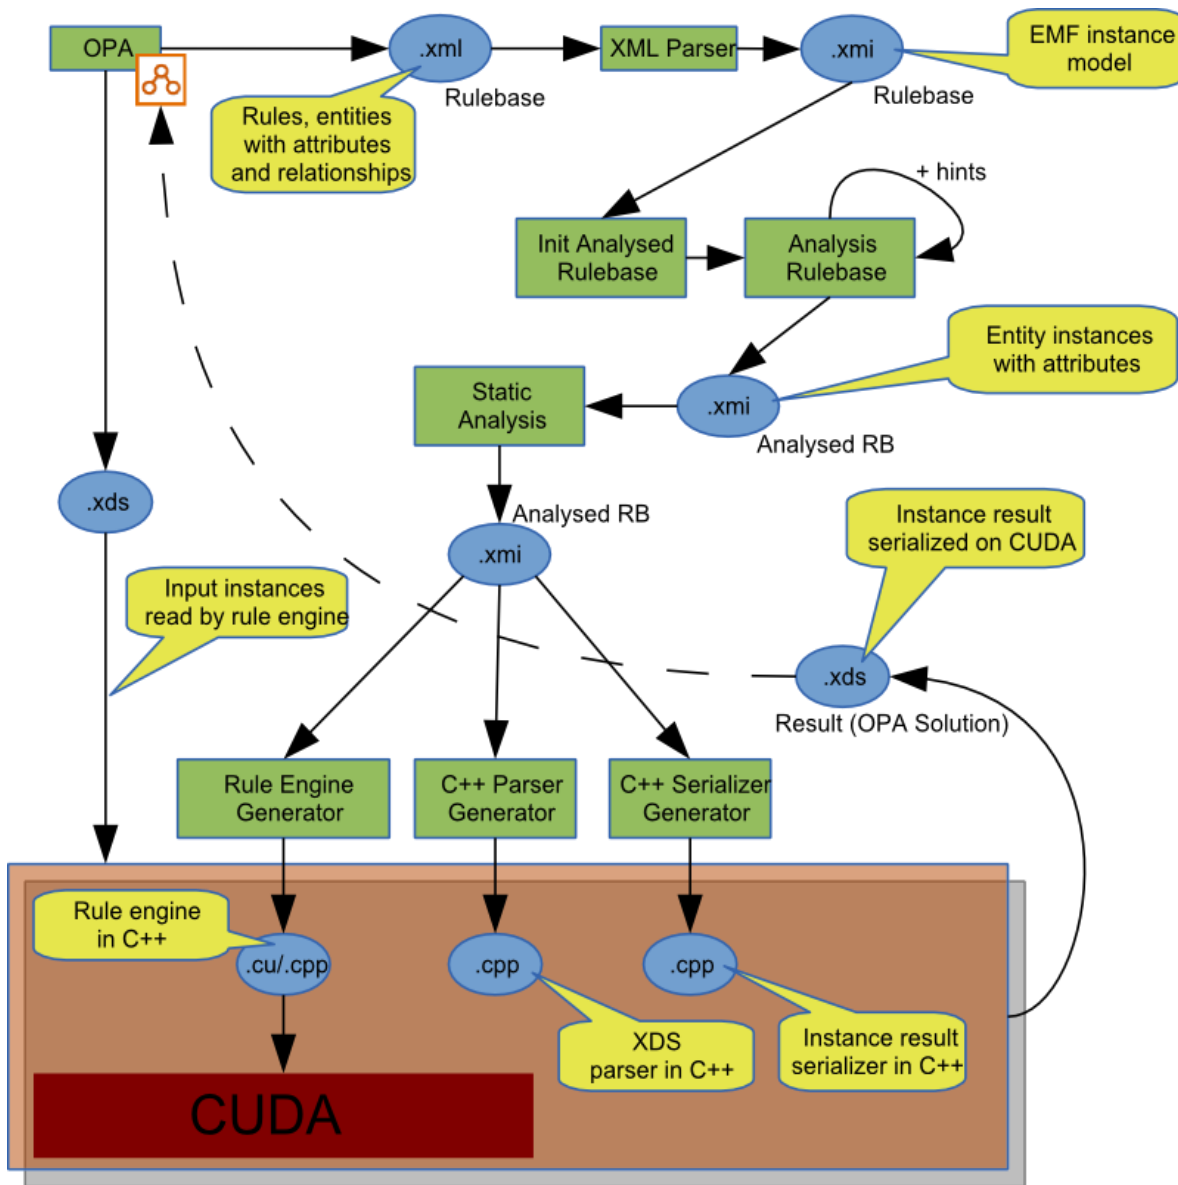 OPA
.xml
Rulebase
XML Parser
.xmi
Rulebase
EMF instance
model
Rules, entities
with attributes
and relationships
+ hints
Init Analysed
Rulebase
Analysis
Rulebase
Entity instances
with attributes
Static
Analysis
.xmi
Analysed RB
.xds
Analysed RB
.xmi
Instance result
serialized on CUDA
Input instances
read by rule engine
.xds
Result (OPA Solution)
Rule Engine
Generator
C++ Parser
Generator
C++ Serializer
Generator
Rule engine
in C++
.cu/.cpp
.cpp
.cpp
XDS
parser in C++
Instance result
serializer in C++
CUDA